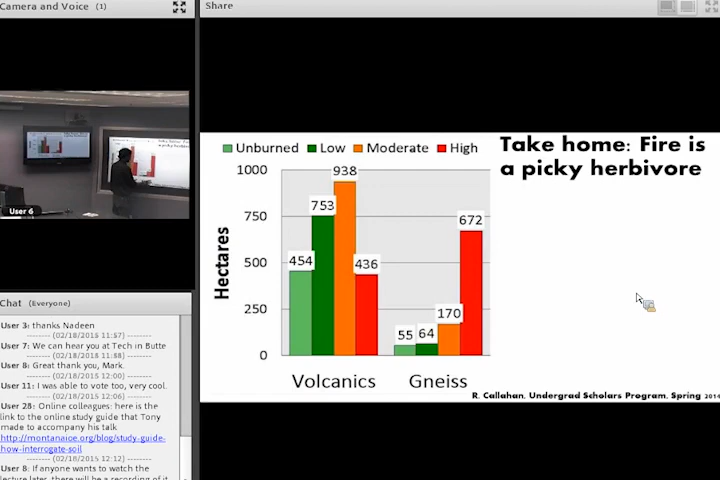 Camera and Voice (1)
Share
User 6
Chat (Everyone)
User 3: thanks Nadeen
-------- (02/18/2015 11:57) --------
User 7: We can hear you at Tech in Butte
-------- (02/18/2015 11:58) --------
User 8: Great thank you, Mark.
-------- (02/18/2015 12:00) --------
User 11: I was able to vote too, very cool.
-------- (02/18/2015 12:06) --------
User 28: Online colleagues: here is the
link to the online study guide that Tony
made to accompany his talk
http://montanaioe.org/blog/study-guide-
how-interrogate-soil
-------- (02/18/2015 12:12) --------
User 8: If anyone wants to watch the
lecture later, there will be a recording of it
Unburned Low Moderate High
Take home: Fire is
a picky herbivore
Hectares
1000
750
500
250
0
454
753
938
436
55
64
170
672
Volcanics
Gneiss
R. Callahan, Undergrad Scholars Program, Spring 2014